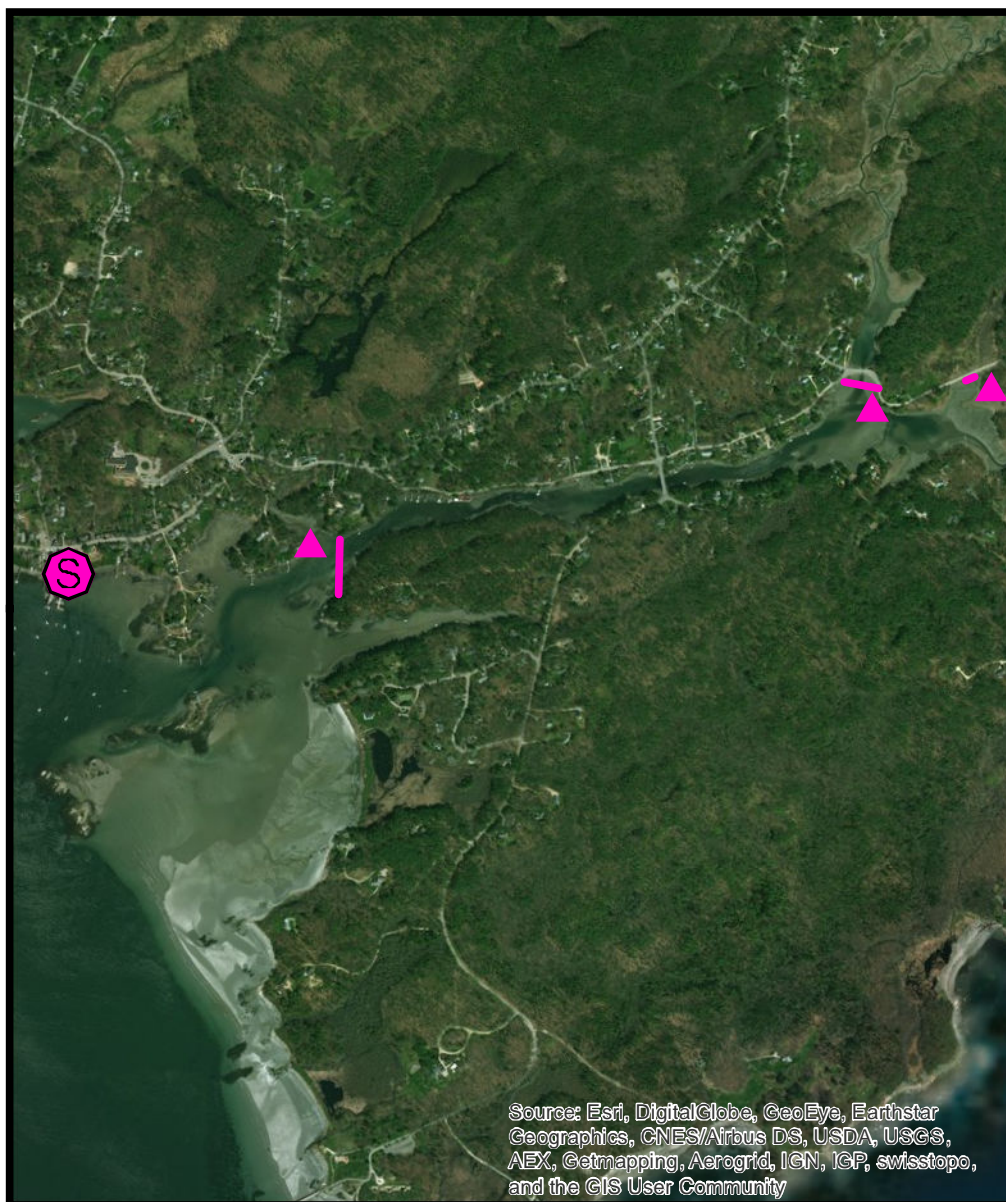 S
Source: Esri, DigitalGlobe, GeoEye, Earthstar
Geographics, CNES/Airbus DS, USDA, USGS,
AEX, Getmapping, Aerogrid, IGN, IGP, swisstopo,
and the GIS User Community